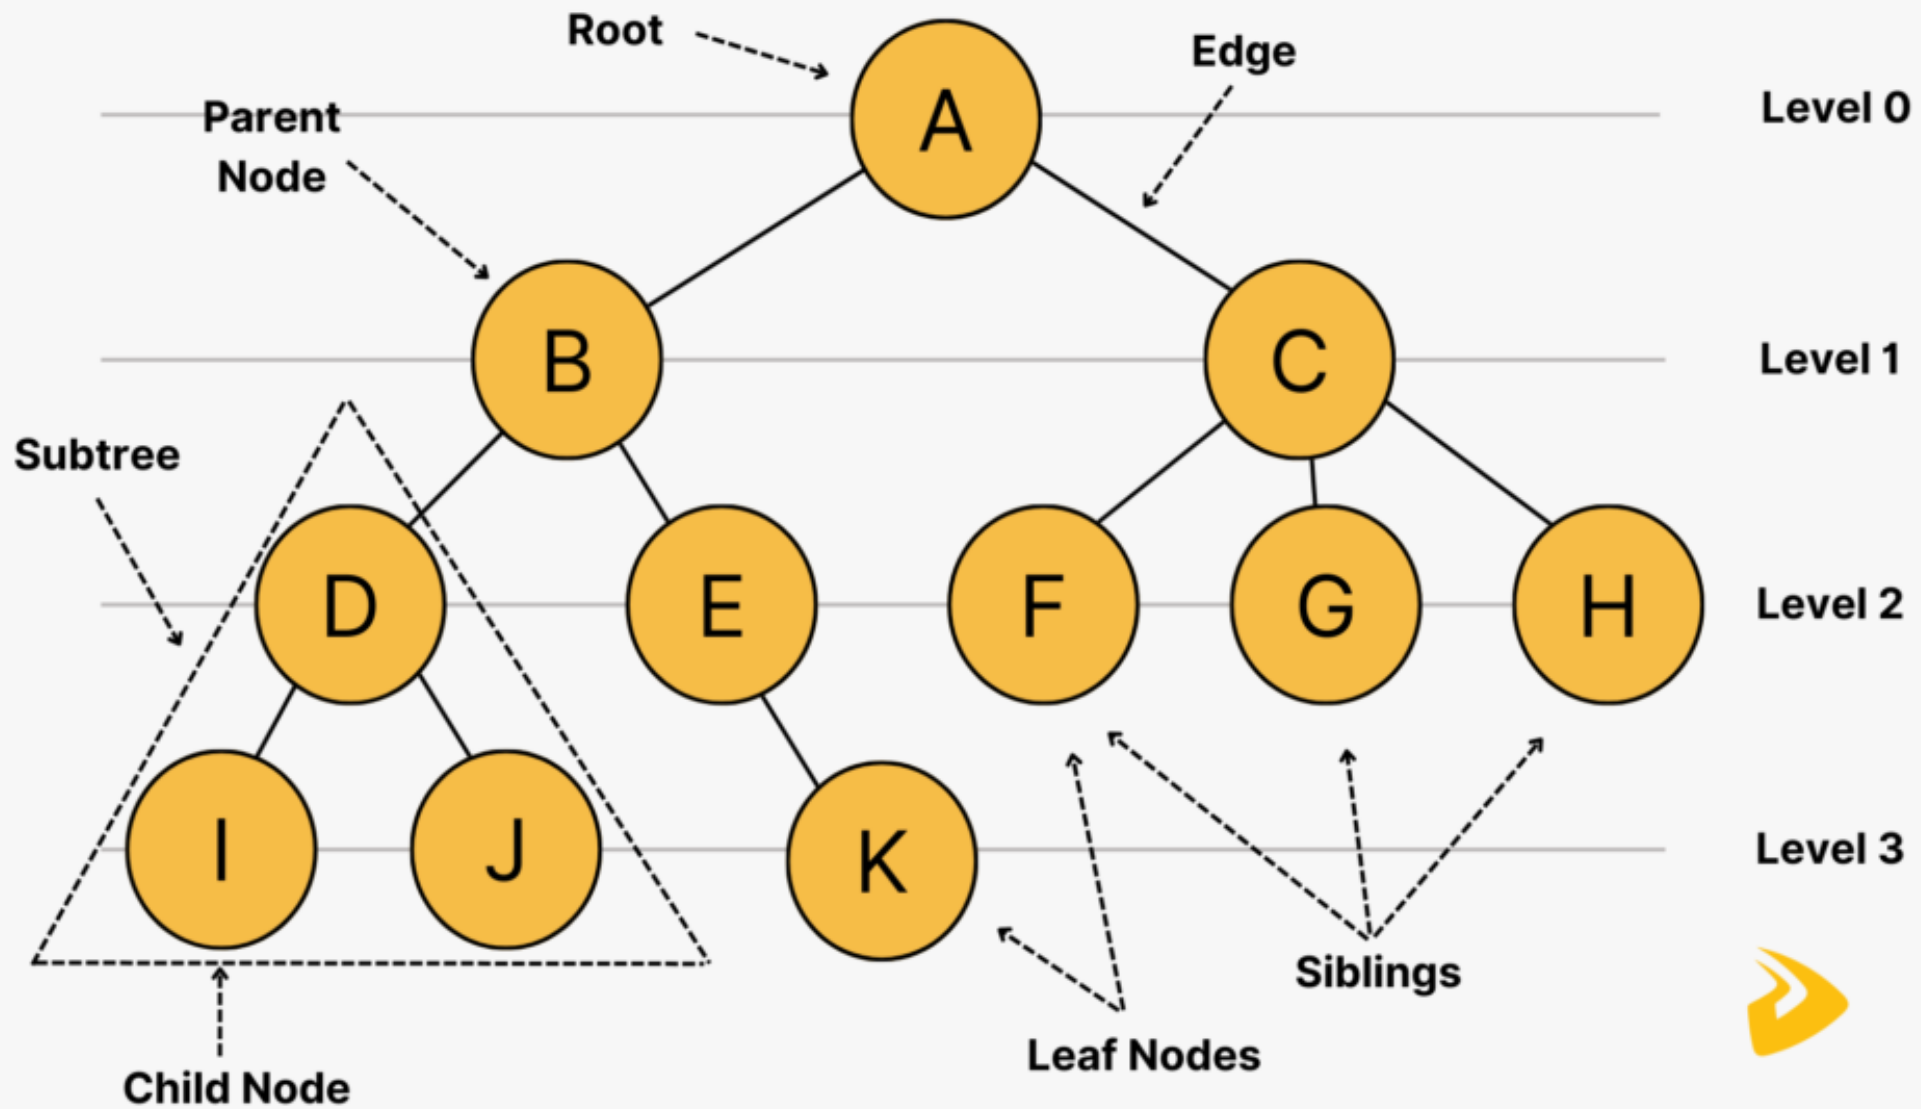 Root
A
Edge
Level 0
Parent
Node
B
C
Level 1
Subtree
D
E
F
G
H
Level 2
I
J
K
Level 3
Siblings
Leaf Nodes
Child Node